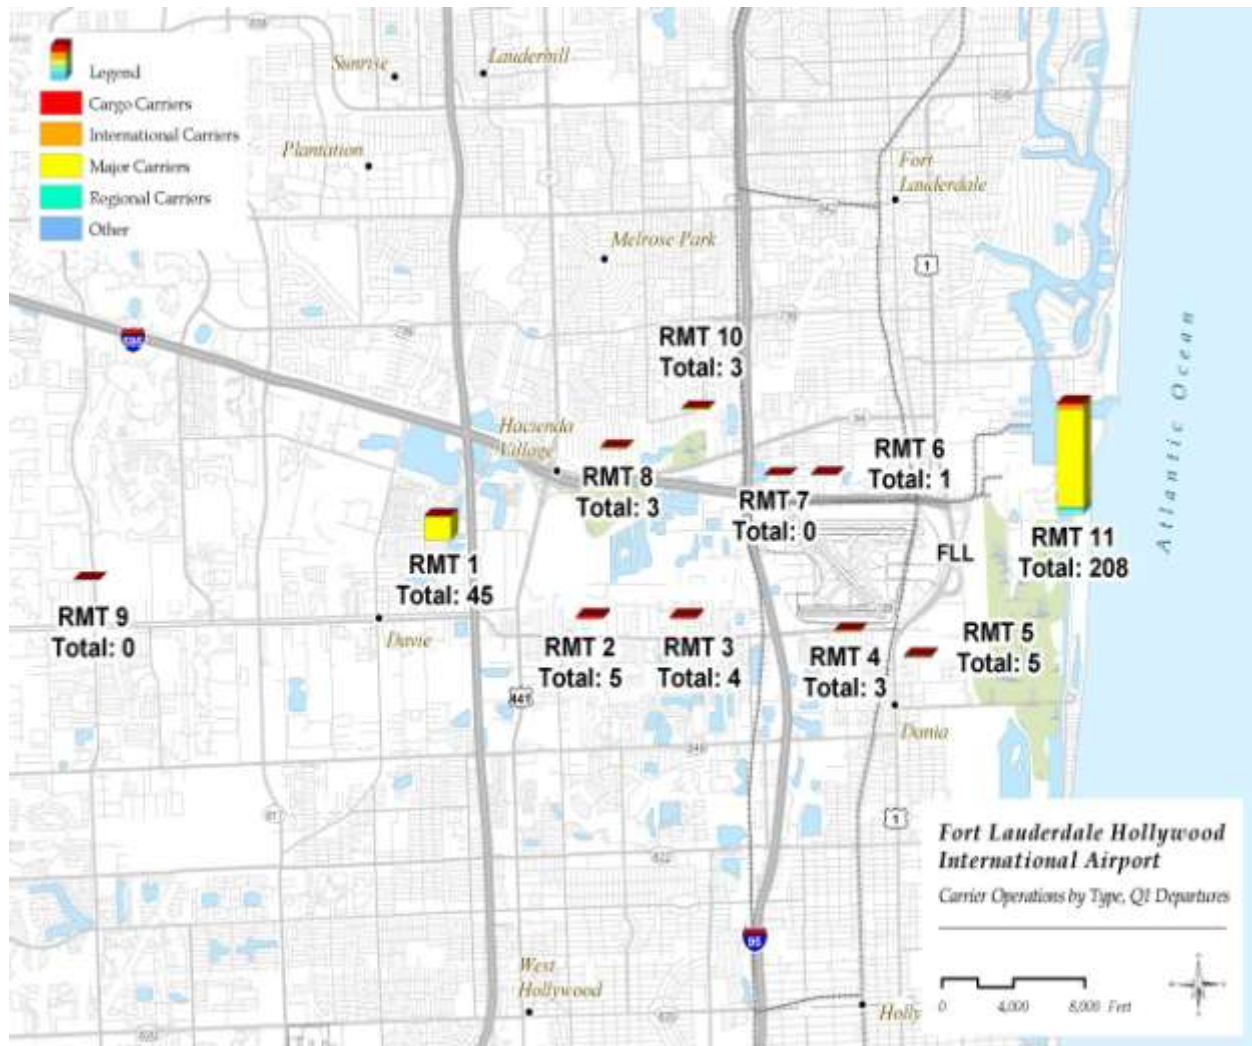 Legend
Cargo Carriers
International Carriers
Major Carriers
Regional Carriers
Other
Sunrise
Lauderhill
Plantation
Fort
Lauderdale
Melrose Park
1
RMT 10
Total: 3
Hacienda
Village
RMT 8
Total: 3
RMT 6
Total: 1
RMT 7
Total: 0
FLL
RMT 11
Total: 208
Atlantic Ocean
RMT 1
Total: 45
RMT 9
Total: 0
Davie
RMT 2
Total: 5
RMT 3
Total: 4
RMT 4
Total: 3
RMT 5
Total: 5
441
Dania
1
95
West
Hollywood
Holly
Fort Lauderdale Hollywood
International Airport
Carrier Operations by Type, Q1 Departures
0 4,000 8,000 Feet